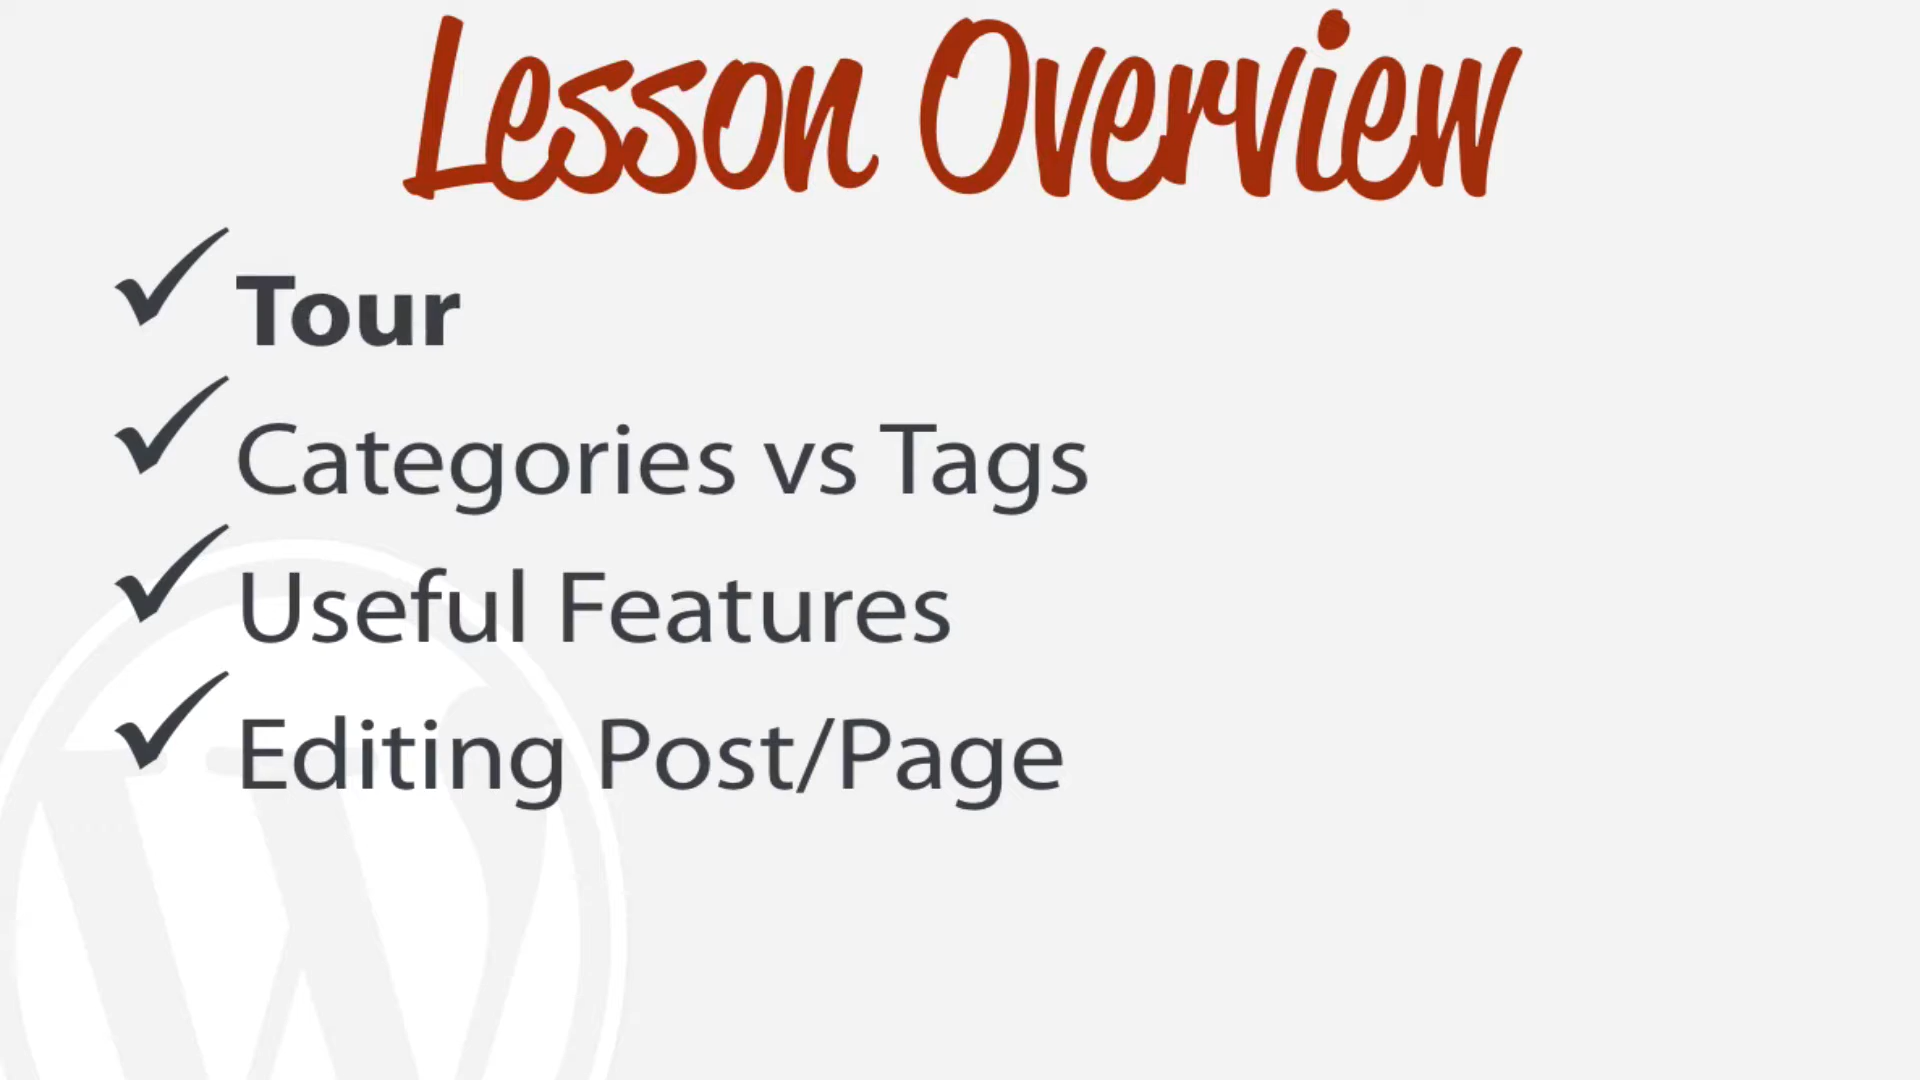 Lesson Overview
Tour
Categories vs Tags
Useful Features
Editing Post/Page